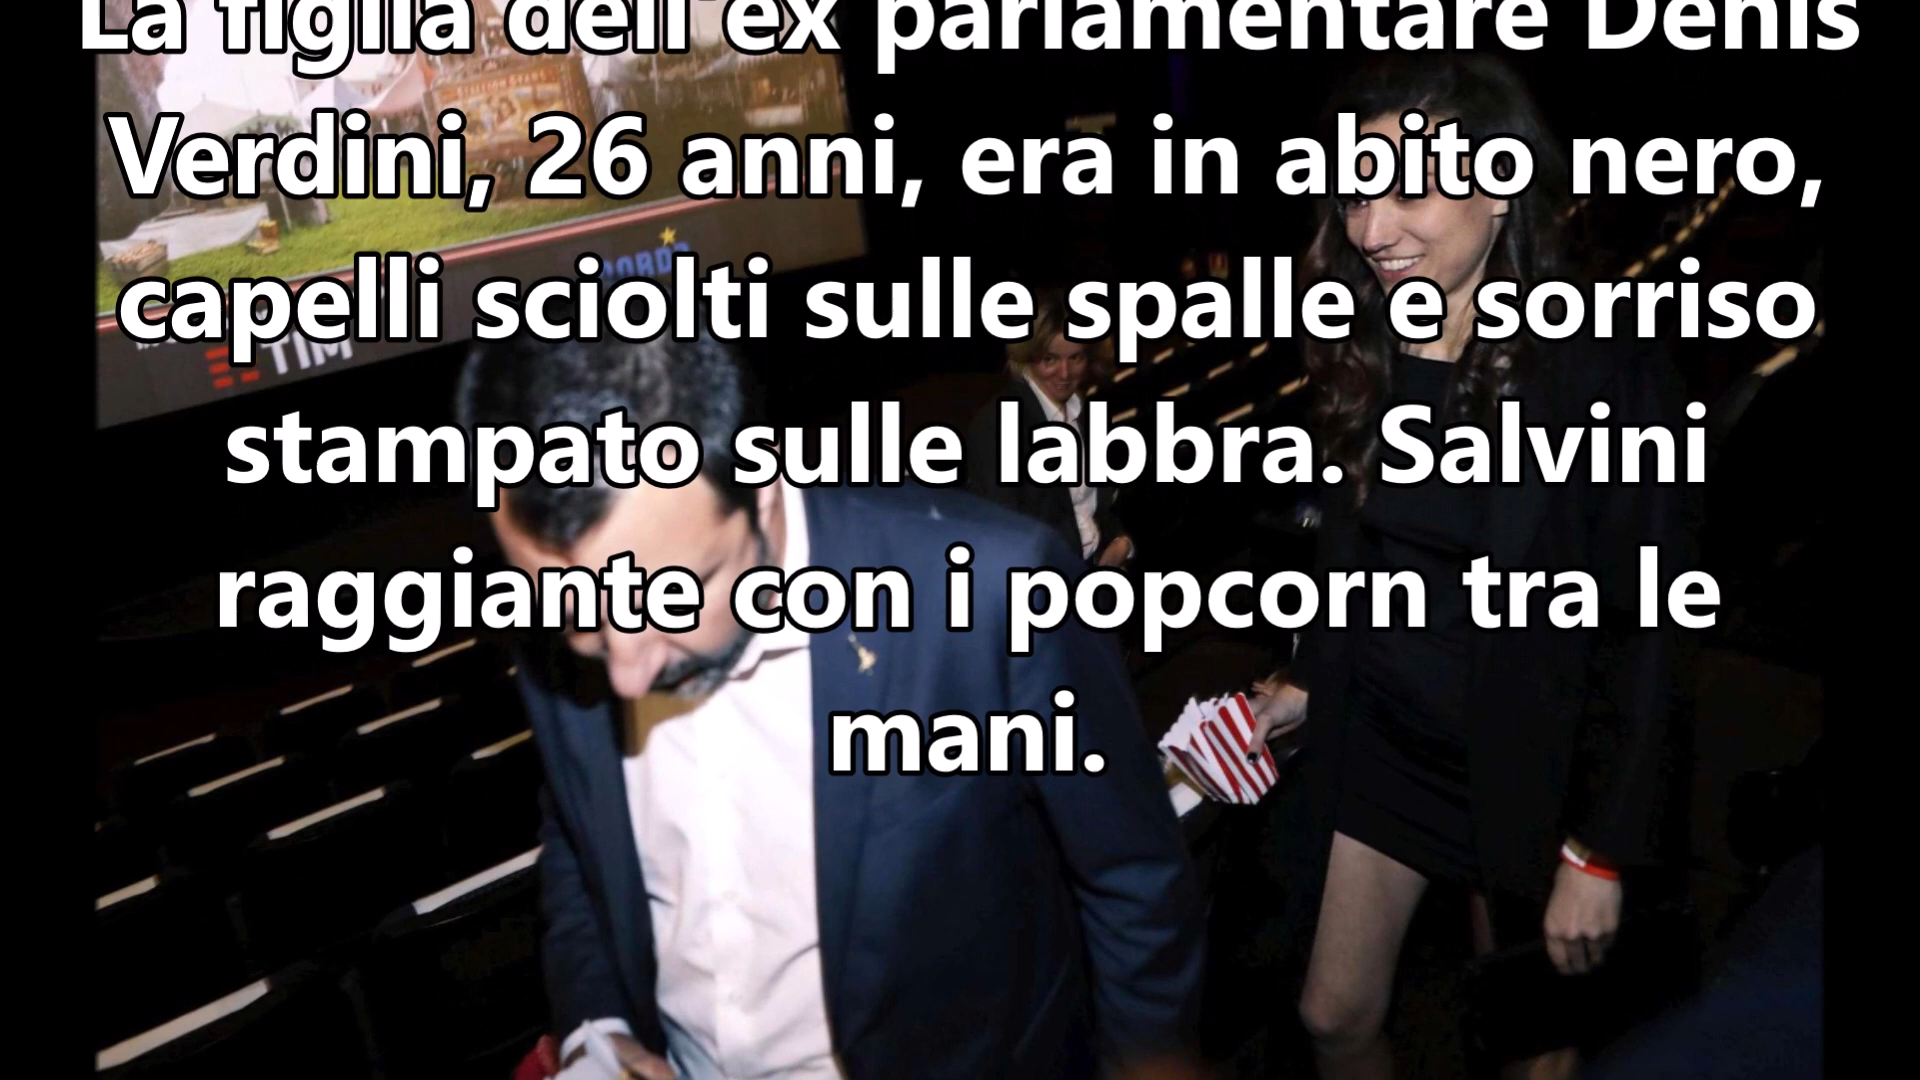 La figlia dell'ex parlamentare Denis
Verdini, 26 anni, era in abito nero,
capelli sciolti sulle spalle e sorriso
stampato sulle labbra. Salvini
raggiante con i popcorn tra le
mani.
TIM